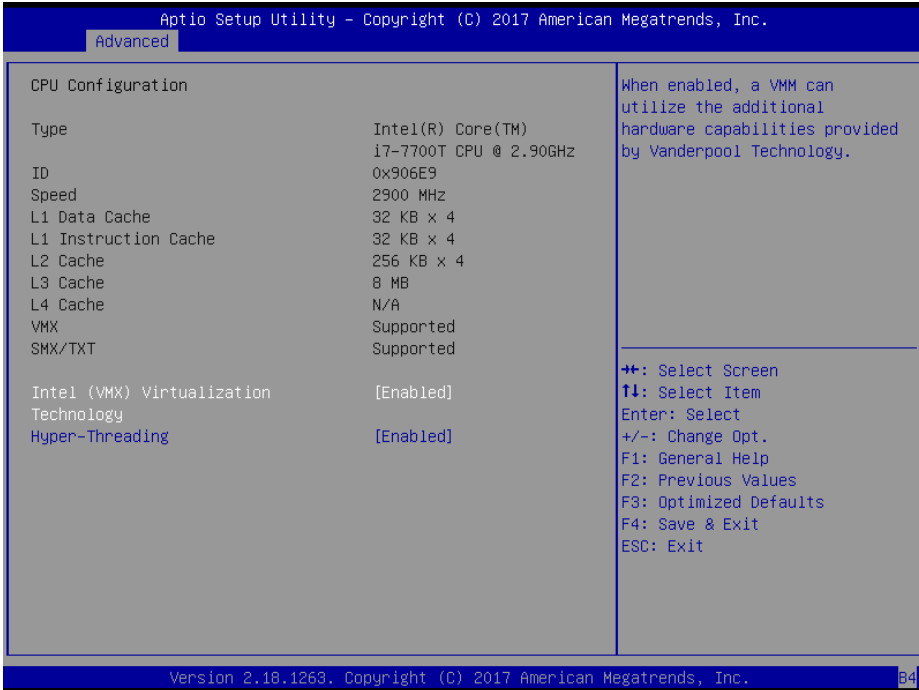 Aptio Setup Utility – Copyright (C) 2017 American Megatrends, Inc.
Advanced
CPU Configuration
Type Intel(R) Core(TM)
i7-7700T CPU @ 2.90GHz
ID 0x906E9
Speed 2900 MHz
L1 Data Cache 32 KB x 4
L1 Instruction Cache 32 KB x 4
L2 Cache 256 KB x 4
L3 Cache 8 MB
L4 Cache N/A
VMX Supported
SMX/TXT Supported
Intel (VMX) Virtualization [Enabled]
Technology
Hyper-Threading [Enabled]
When enabled, a VMM can
utilize the additional
hardware capabilities provided
by Vanderpool Technology.
→←: Select Screen
↑↓: Select Item
Enter: Select
+/-: Change Opt.
F1: General Help
F2: Previous Values
F3: Optimized Defaults
F4: Save & Exit
ESC: Exit
Version 2.18.1263. Copyright (C) 2017 American Megatrends, Inc.
B4